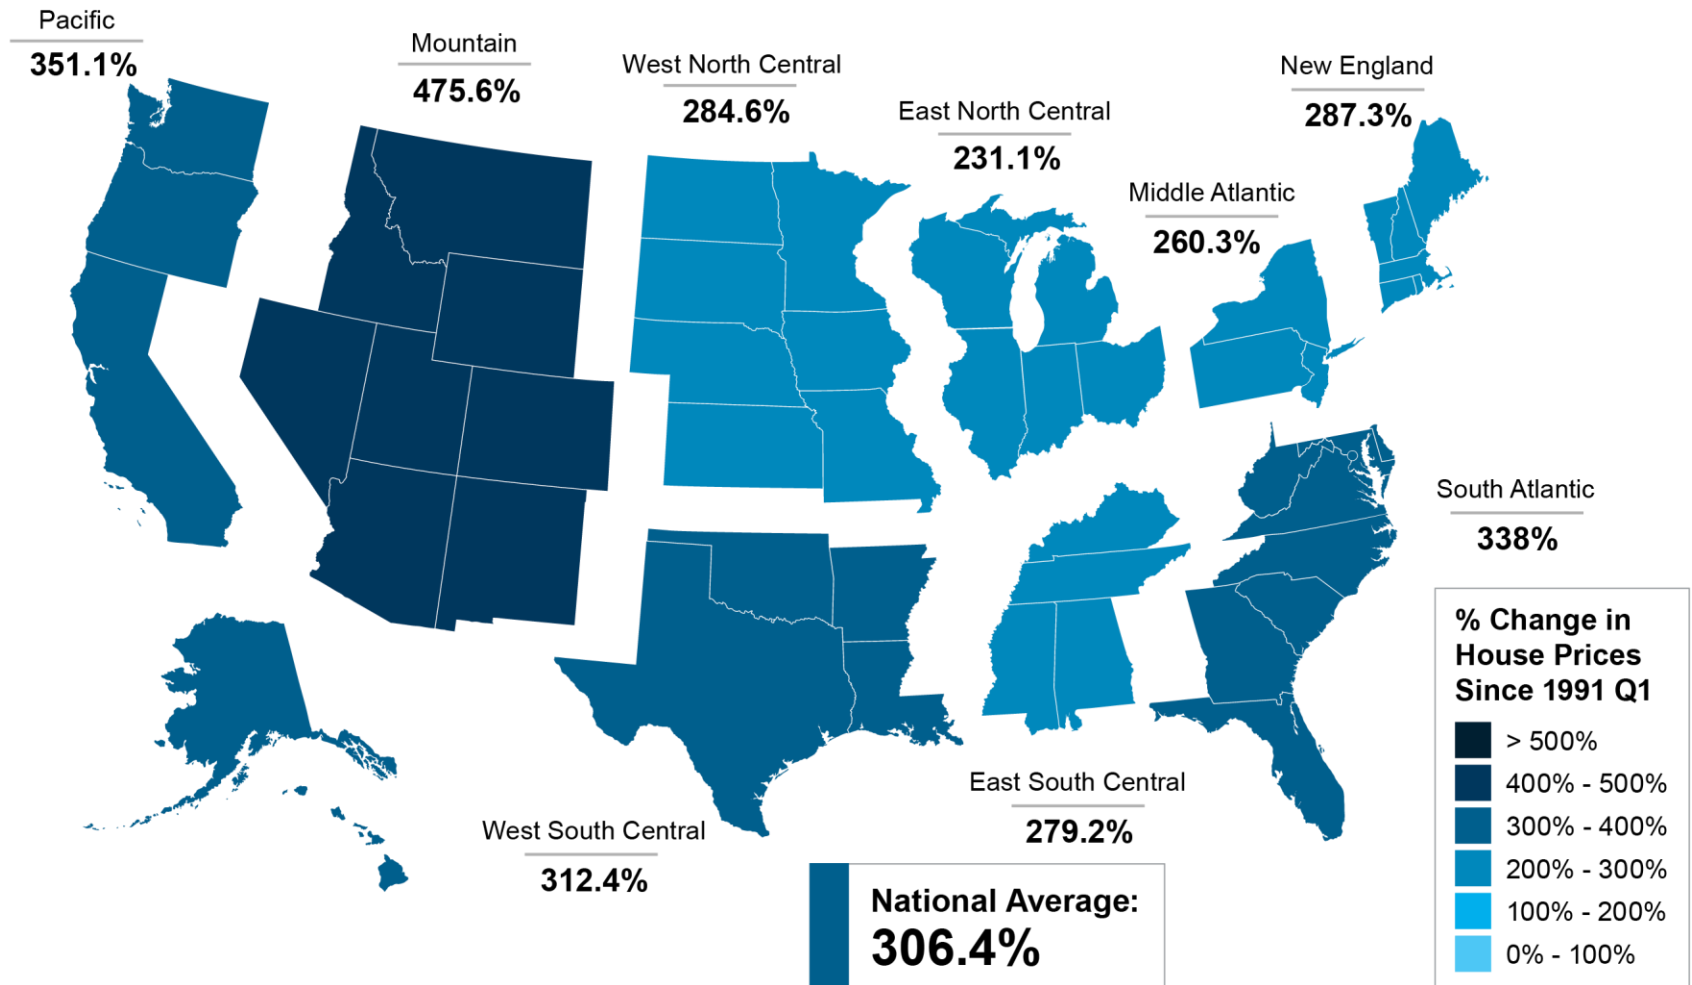 Pacific
351.1%
Mountain
475.6%
West North Central
284.6%
East North Central
231.1%
New England
287.3%
Middle Atlantic
260.3%
South Atlantic
338%
East South Central
279.2%
West South Central
312.4%
National Average:
306.4%
% Change in
House Prices
Since 1991 Q1
> 500%
400% - 500%
300% - 400%
200% - 300%
100% - 200%
0% - 100%